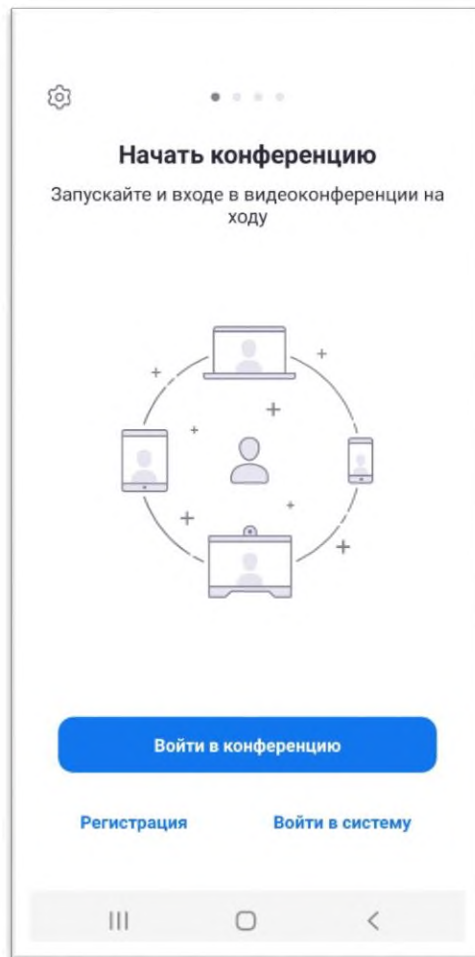 Начать конференцию
Запускайте и входе в видеоконференции на
ходу
Войти в конференцию
Регистрация
Войти в систему